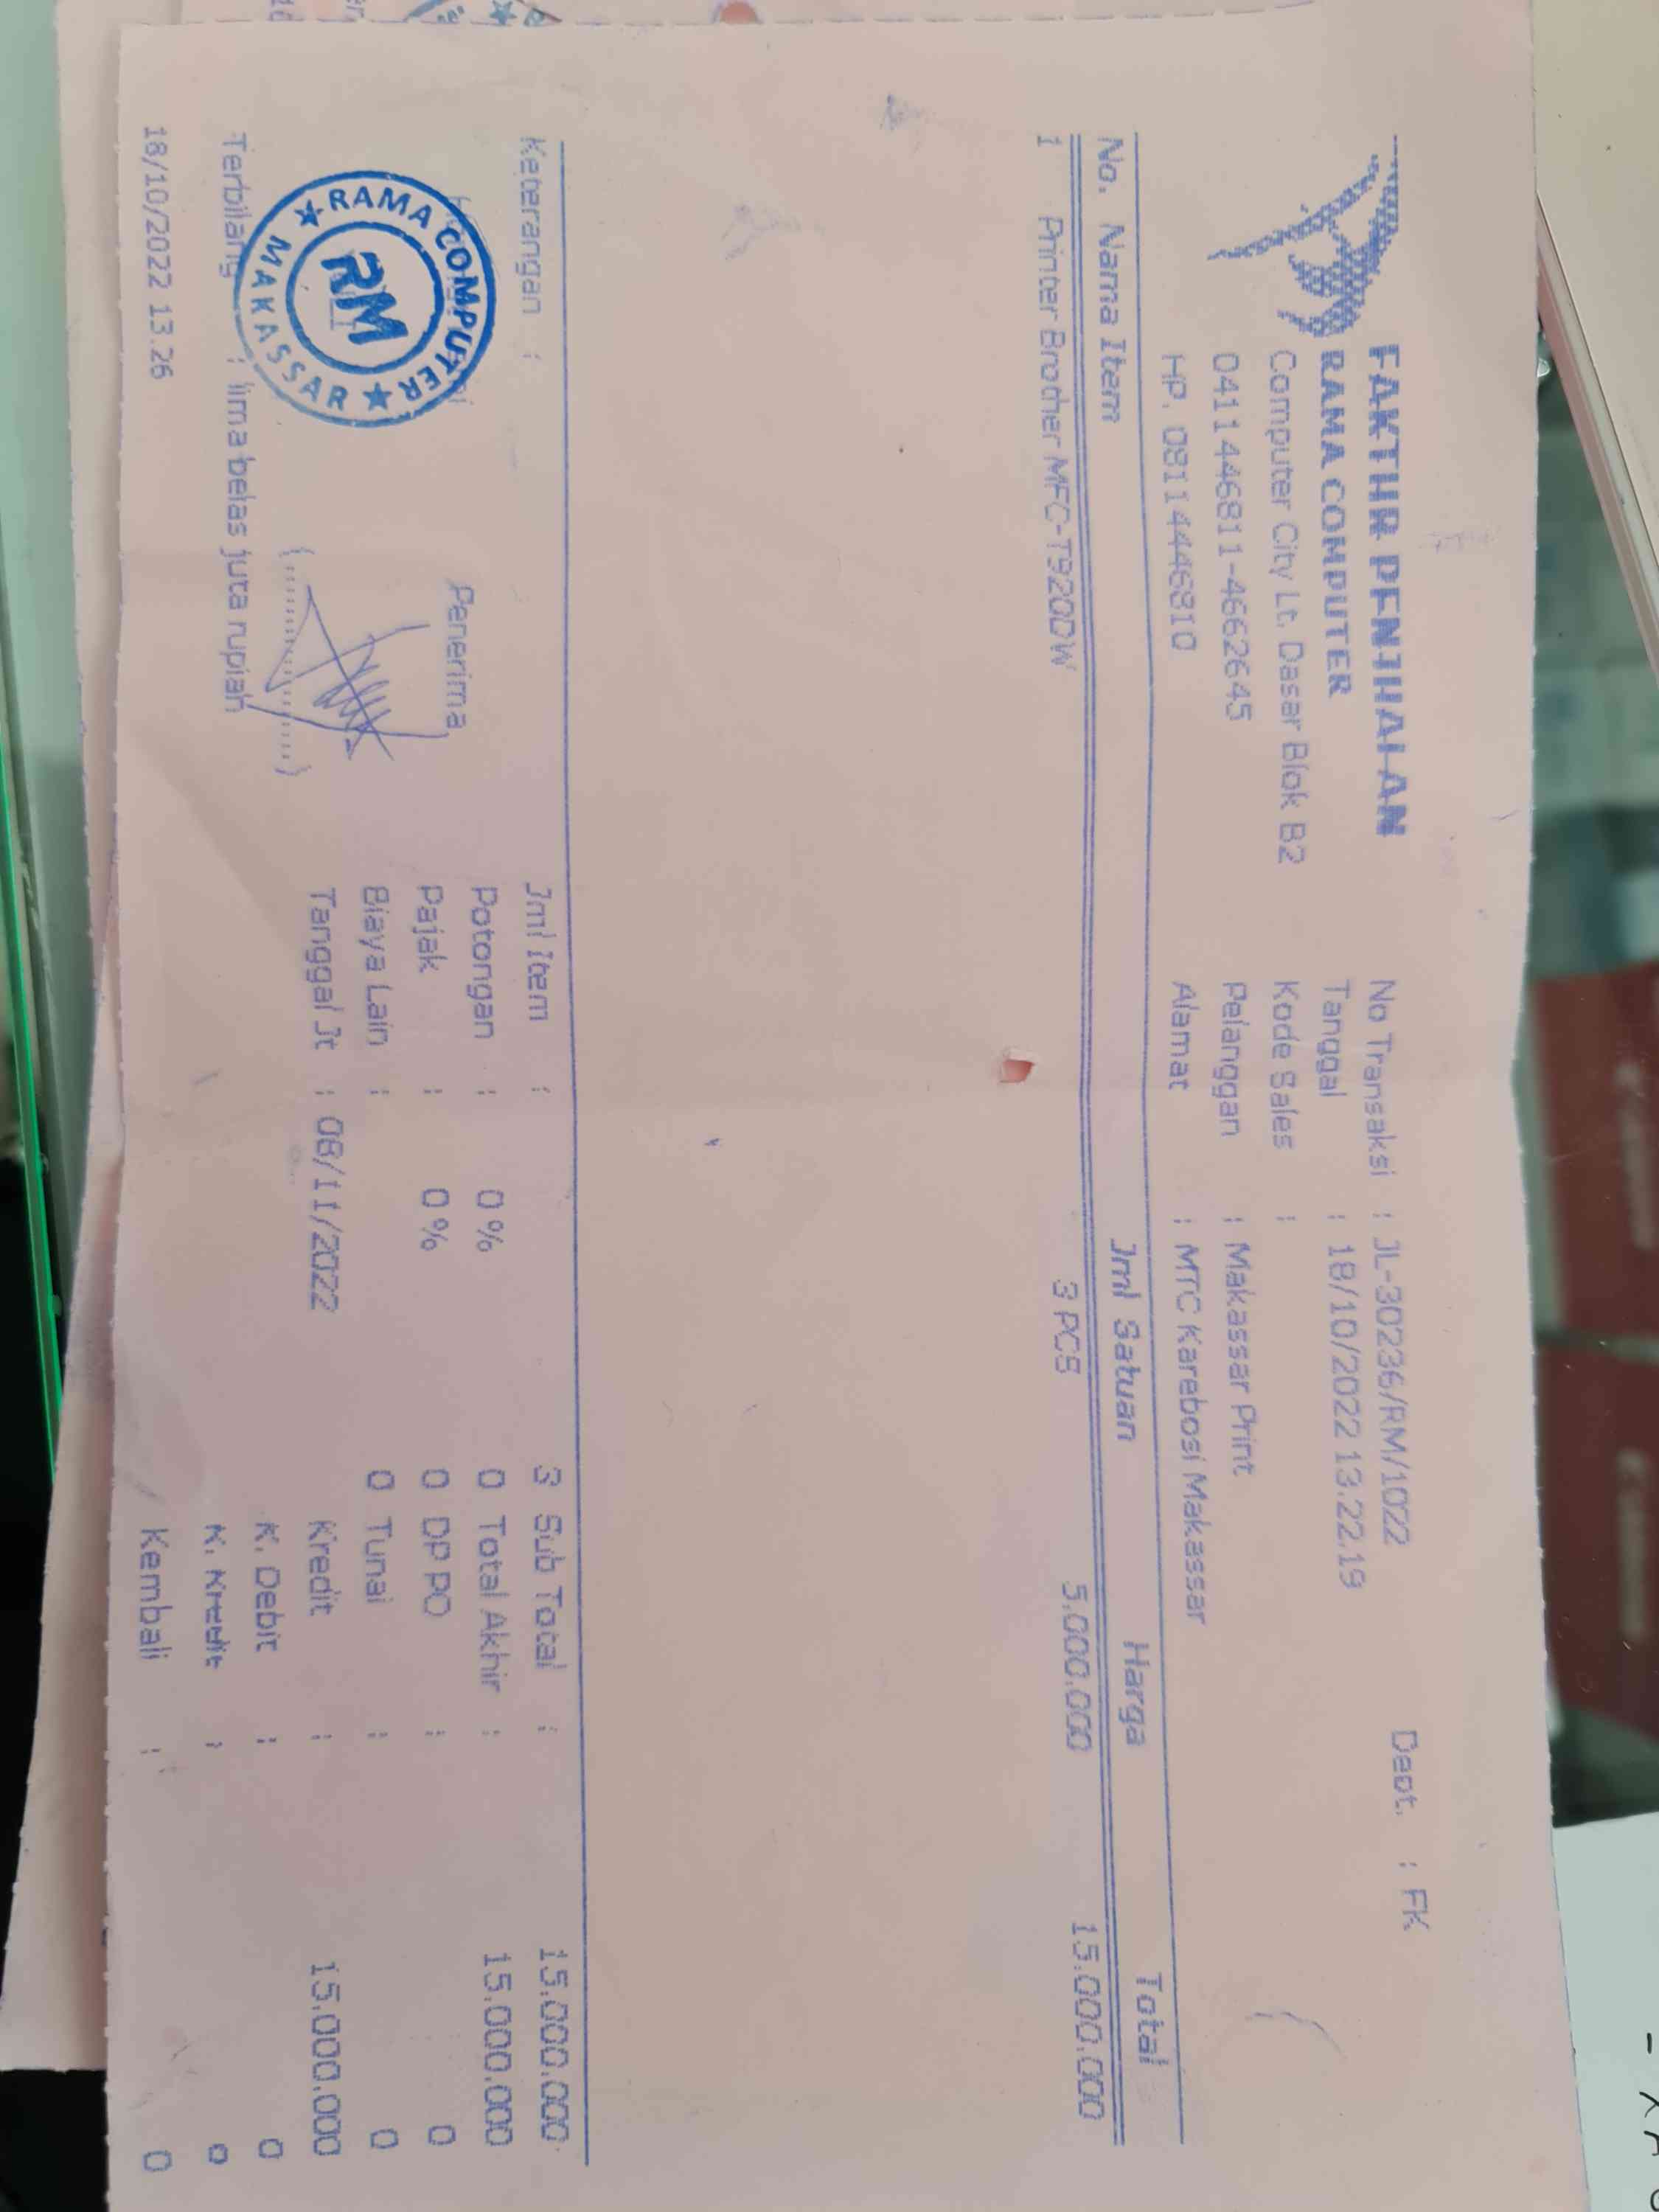 FAKTUR PENJUALAN
RAMA COMPUTER
Computer City Lt. Dasar Blok B2
0411 446811-4662645
HP. 0811 4446810
No Transaksi : JL-30236/RM/1022
Dept. : FK
Tanggal : 18/10/2022 13.22.19
Kode Sales :
Pelanggan : Makassar Print
Alamat : MTC Karebosi Makassar
No. Nama Item Jml Satuan Harga Total
1 Printer Brother MFC-T920DW 3 PCS 5.000.000 15.000.000
Keterangan :
Jml Item : 3 Sub Total : 15.000.000
Penerima
Potongan : 0 % 0 Total Akhir : 15.000.000
Pajak : 0 % 0 DP PO : 0
Biaya Lain : 0 Tunai : 0
Tanggal Jt : 08/11/2022 Kredit : 15.000.000
K. Debit : 0
K. Kredit : 0
Kembali : 0
RAMA COMPUTER
RM
MAKASSAR
Terbilang : lima belas juta rupiah
18/10/2022 13.26